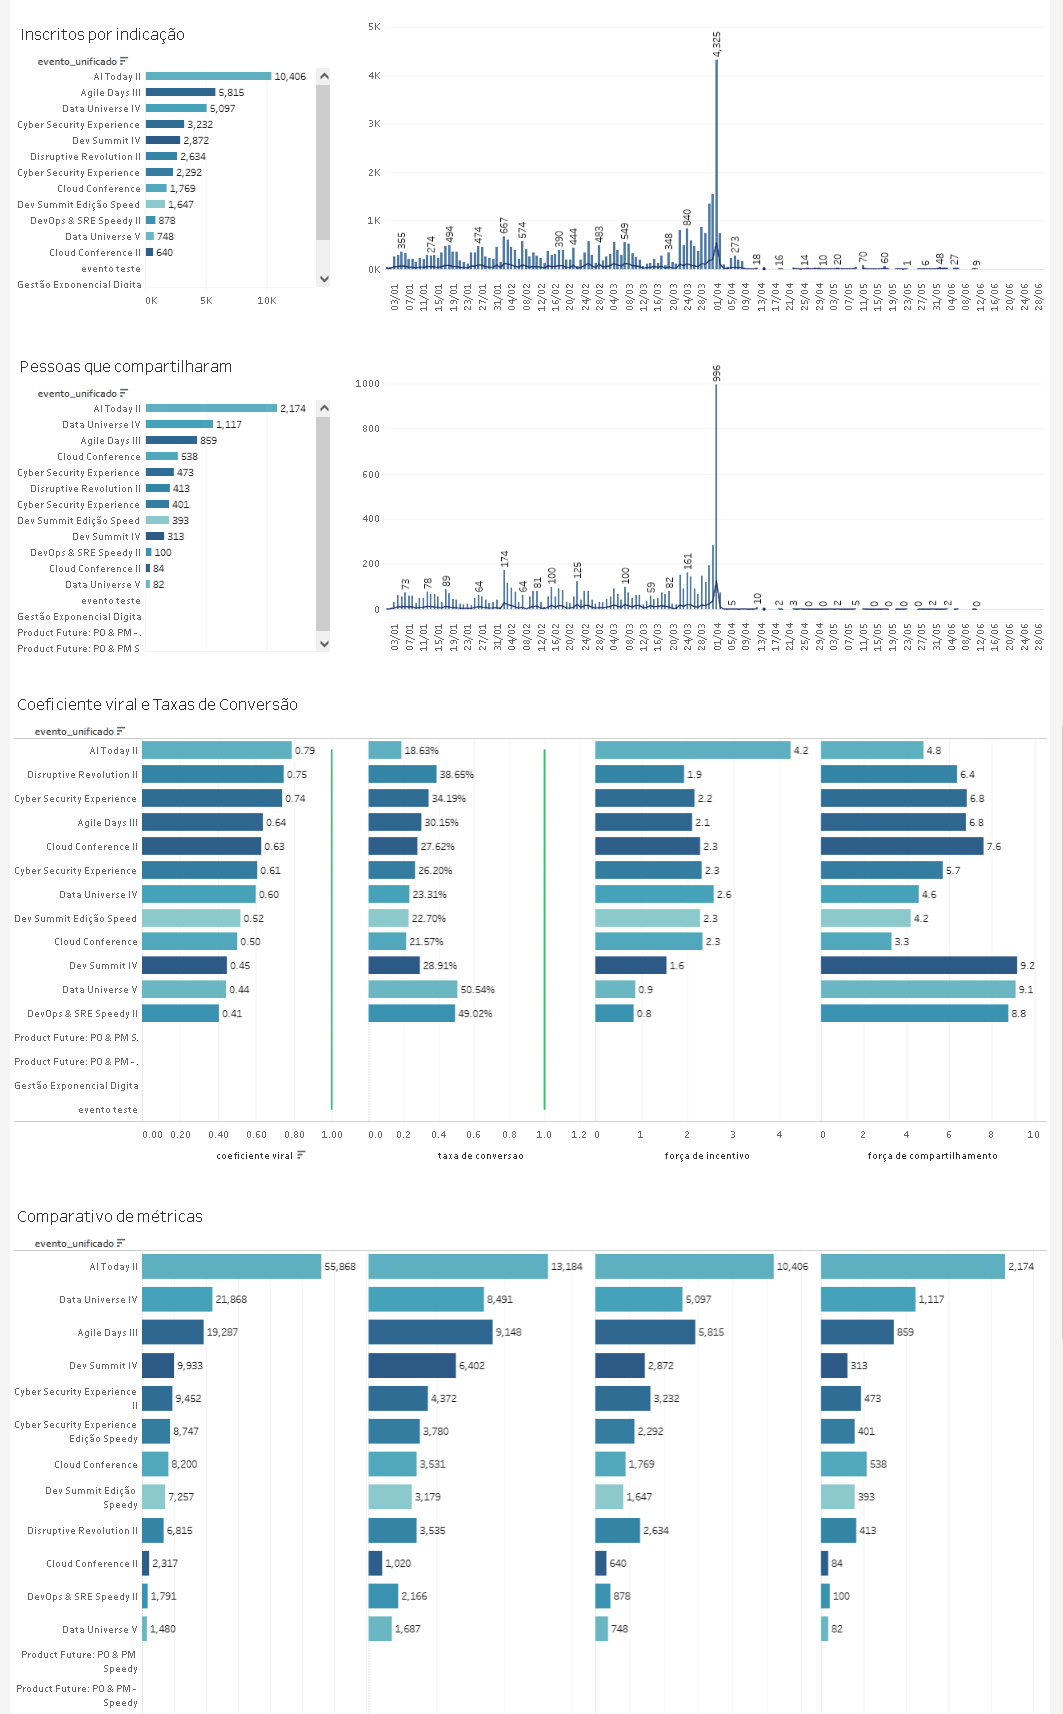 Inscritos por indicação
evento_unificado
AI Today II 10,406
Agile Days III 5,815
Data Universe IV 5,097
Cyber Security Experience 3,232
Dev Summit IV 2,872
Disruptive Revolution II 2,634
Cyber Security Experience 2,292
Cloud Conference 1,769
Dev Summit Edição Speed 1,647
DevOps & SRE Speedy II 878
Data Universe V 748
Cloud Conference II 640
evento teste
Gestão Exponencial Digita
0K 5K 10K
5K
4K
3K
2K
1K
0K
355 274 494 474 667 574 390 444 483 549 348 840 4,325 273 18 16 14 10 20 70 60 1 6 48 27 9
03/01 07/01 11/01 15/01 19/01 23/01 27/01 31/01 04/02 08/02 12/02 16/02 20/02 24/02 28/02 04/03 08/03 12/03 16/03 20/03 24/03 28/03 01/04 05/04 09/04 13/04 17/04 21/04 25/04 29/04 03/05 07/05 11/05 15/05 19/05 23/05 27/05 31/05 04/06 08/06 12/06 16/06 20/06 24/06 28/06
Pessoas que compartilharam
evento_unificado
AI Today II 2,174
Data Universe IV 1,117
Agile Days III 859
Cloud Conference 538
Cyber Security Experience 473
Disruptive Revolution II 413
Cyber Security Experience 401
Dev Summit Edição Speed 393
Dev Summit IV 313
DevOps & SRE Speedy II 100
Cloud Conference II 84
Data Universe V 82
evento teste
Gestão Exponencial Digita
Product Future: PO & PM - .
Product Future: PO & PM S
1000
800
600
400
200
0
73 78 89 64 174 64 81 100 125 100 59 82 161 996 5 10 2 3 0 0 2 5 0 0 0 0 2 2 0
03/01 07/01 11/01 15/01 19/01 23/01 27/01 31/01 04/02 08/02 12/02 16/02 20/02 24/02 28/02 04/03 08/03 12/03 16/03 20/03 24/03 28/03 01/04 05/04 09/04 13/04 17/04 21/04 25/04 29/04 03/05 07/05 11/05 15/05 19/05 23/05 27/05 31/05 04/06 08/06 12/06 16/06 20/06 24/06 28/06
Coeficiente viral e Taxas de Conversão
evento_unificado
AI Today II 0.79 18.63% 4.2 4.8
Disruptive Revolution II 0.75 38.65% 1.9 6.4
Cyber Security Experience 0.74 34.19% 2.2 6.8
Agile Days III 0.64 30.15% 2.1 6.8
Cloud Conference II 0.63 27.62% 2.3 7.6
Cyber Security Experience 0.61 26.20% 2.3 5.7
Data Universe IV 0.60 23.31% 2.6 4.6
Dev Summit Edição Speed 0.52 22.70% 2.3 4.2
Cloud Conference 0.50 21.57% 2.3 3.3
Dev Summit IV 0.45 28.91% 1.6 9.2
Data Universe V 0.44 50.54% 0.9 9.1
DevOps & SRE Speedy II 0.41 49.02% 0.8 8.8
Product Future: PO & PM S.
Product Future: PO & PM - .
Gestão Exponencial Digita
evento teste
0.00 0.20 0.40 0.60 0.80 1.00 0.0 0.2 0.4 0.6 0.8 1.0 1.2 0 1 2 3 4 0 2 4 6 8 10
coeficiente viral taxa de conversao força de incentivo força de compartilhamento
Comparativo de métricas
evento_unificado
AI Today II 55,868 13,184 10,406 2,174
Data Universe IV 21,868 8,491 5,097 1,117
Agile Days III 19,287 9,148 5,815 859
Dev Summit IV 9,933 6,402 2,872 313
Cyber Security Experience
II 9,452 4,372 3,232 473
Cyber Security Experience
Edição Speedy 8,747 3,780 2,292 401
Cloud Conference 8,200 3,531 1,769 538
Dev Summit Edição
Speedy 7,257 3,179 1,647 393
Disruptive Revolution II 6,815 3,535 2,634 413
Cloud Conference II 2,317 1,020 640 84
DevOps & SRE Speedy II 1,791 2,166 878 100
Data Universe V 1,480 1,687 748 82
Product Future: PO & PM
Speedy
Product Future: PO & PM -
Speedy